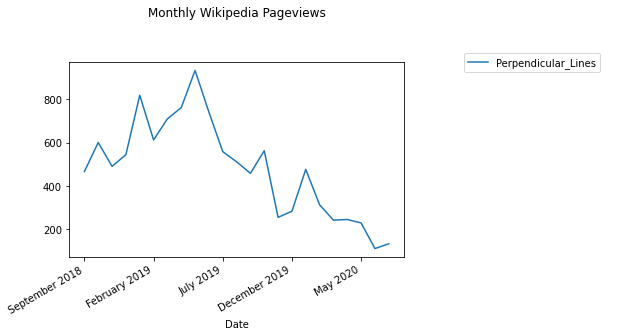 Monthly Wikipedia Pageviews
Perpendicular_Lines
800
600
400
200
September 2018
February 2019
July 2019
December 2019
May 2020
Date